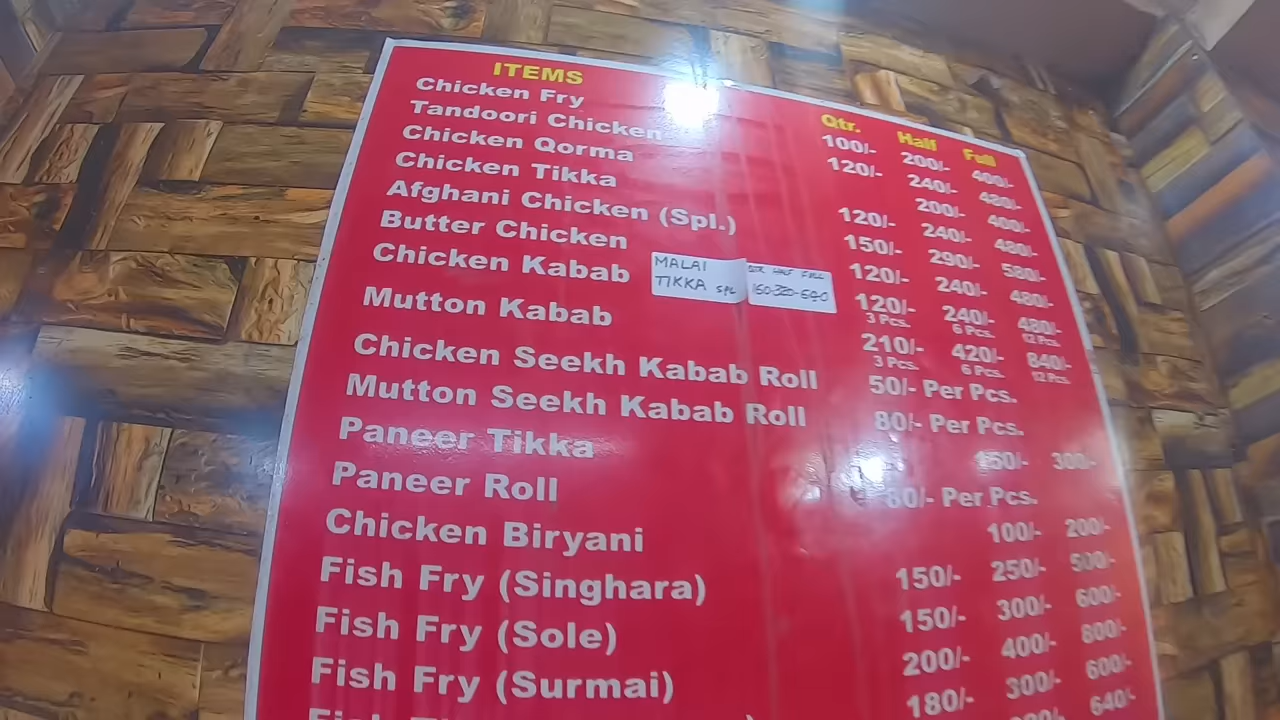 ITEMS Qtr. Half Full
Chicken Fry 100/- 200/- 400/-
Tandoori Chicken 120/- 240/- 480/-
Chicken Qorma 200/- 400/-
Chicken Tikka 120/- 240/- 480/-
Afghani Chicken (Spl.) 150/- 290/- 580/-
Butter Chicken 120/- 240/- 480/-
MALAI QTR HALF FULL
TIKKA SPL 160-320-640
Chicken Kabab 120/- 240/- 480/-
3 Pcs. 6 Pcs. 12 Pcs.
Mutton Kabab 210/- 420/- 840/-
3 Pcs. 6 Pcs. 12 Pcs.
Chicken Seekh Kabab Roll 50/- Per Pcs.
Mutton Seekh Kabab Roll 80/- Per Pcs.
Paneer Tikka 150/- 300/-
Paneer Roll 80/- Per Pcs.
Chicken Biryani 100/- 200/-
Fish Fry (Singhara) 150/- 250/- 500/-
Fish Fry (Sole) 150/- 300/- 600/-
Fish Fry (Surmai) 200/- 400/- 800/-
Fish 180/- 300/- 600/-
640/-